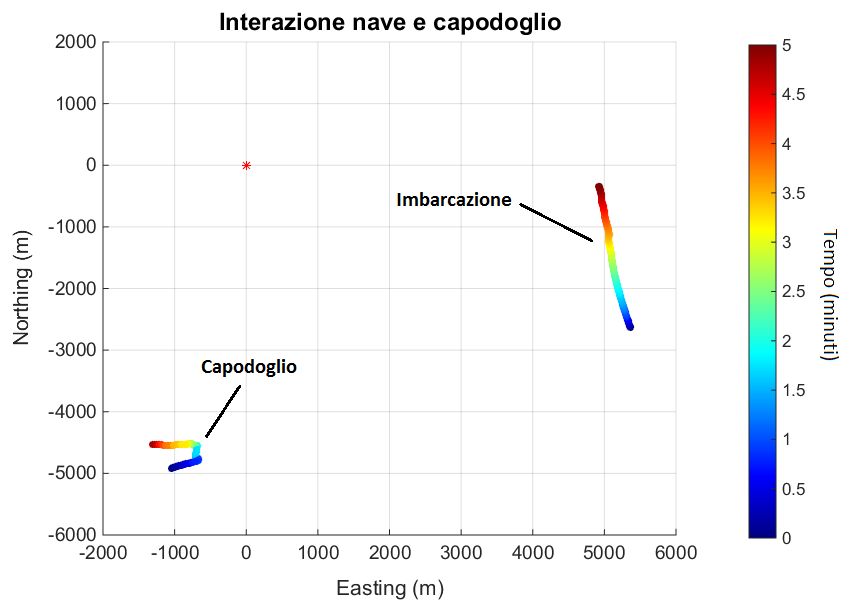 Interazione nave e capodoglio
2000
1000
0
-1000
-2000
-3000
-4000
-5000
-6000
-2000 -1000 0 1000 2000 3000 4000 5000 6000
Northing (m)
Easting (m)
Imbarcazione
Capodoglio
5
4.5
4
3.5
3
2.5
2
1.5
1
0.5
0
Tempo (minuti)